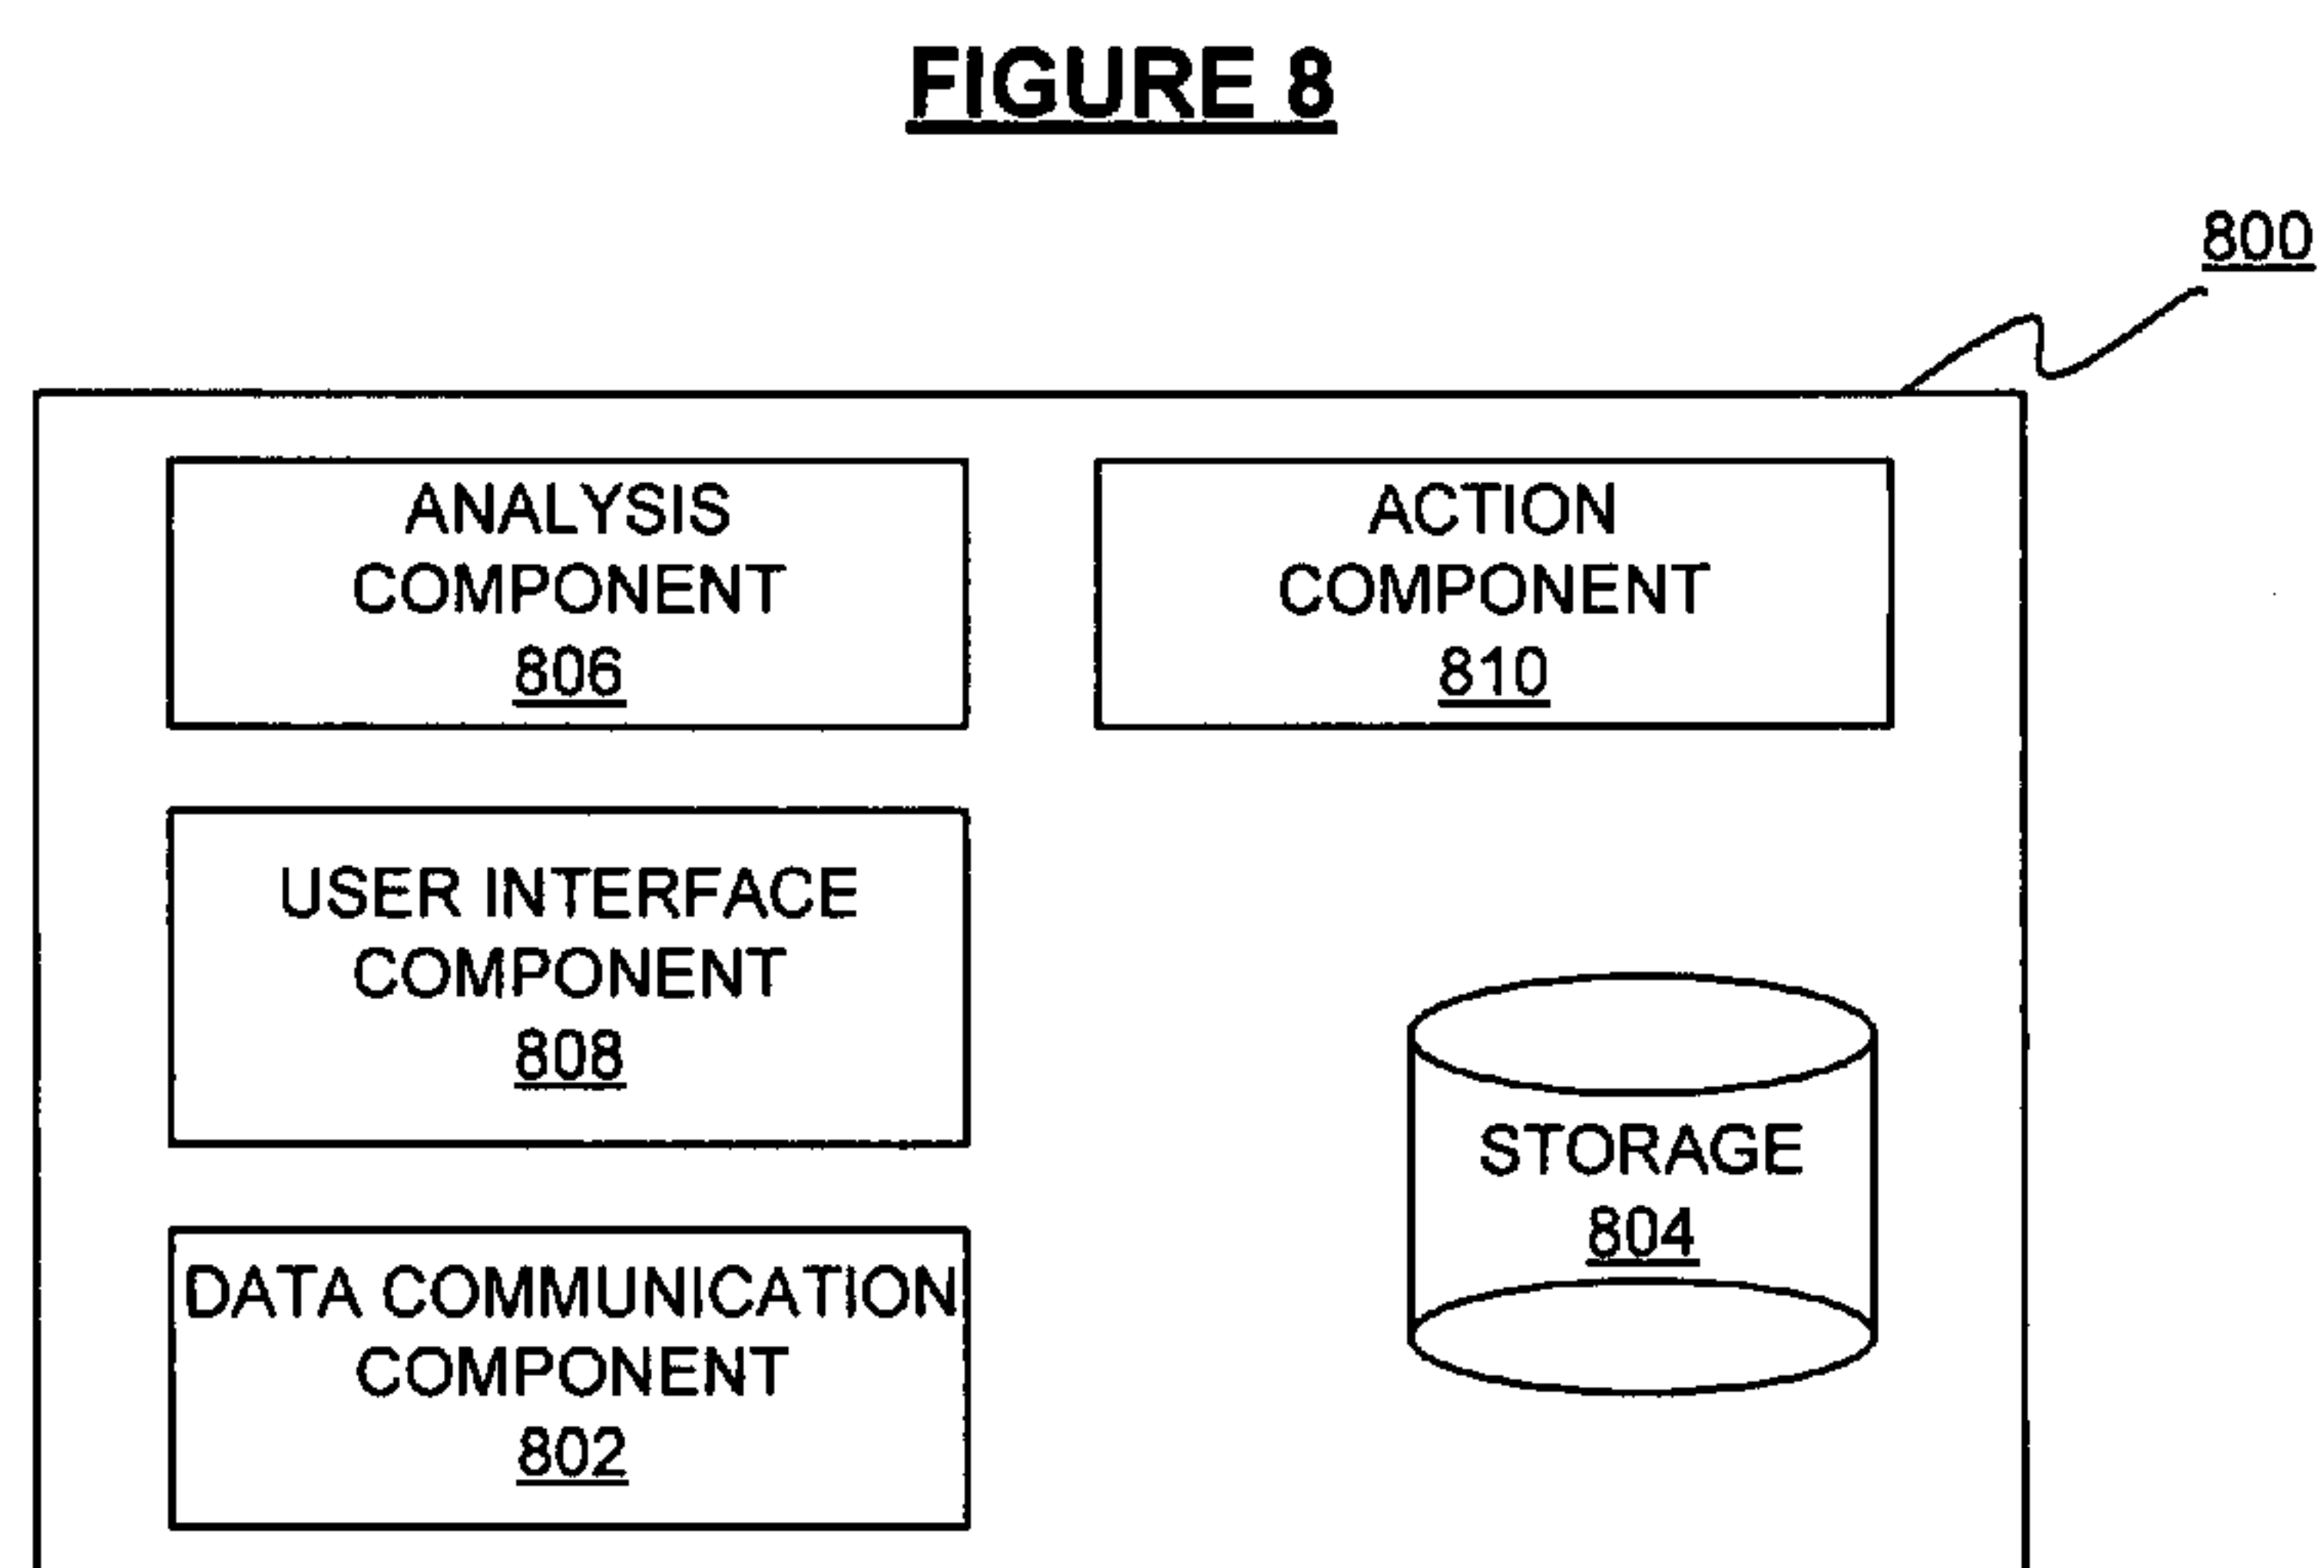 FIGURE 8
800
ANALYSIS
COMPONENT
806
ACTION
COMPONENT
810
USER INTERFACE
COMPONENT
808
STORAGE
804
DATA COMMUNICATION
COMPONENT
802